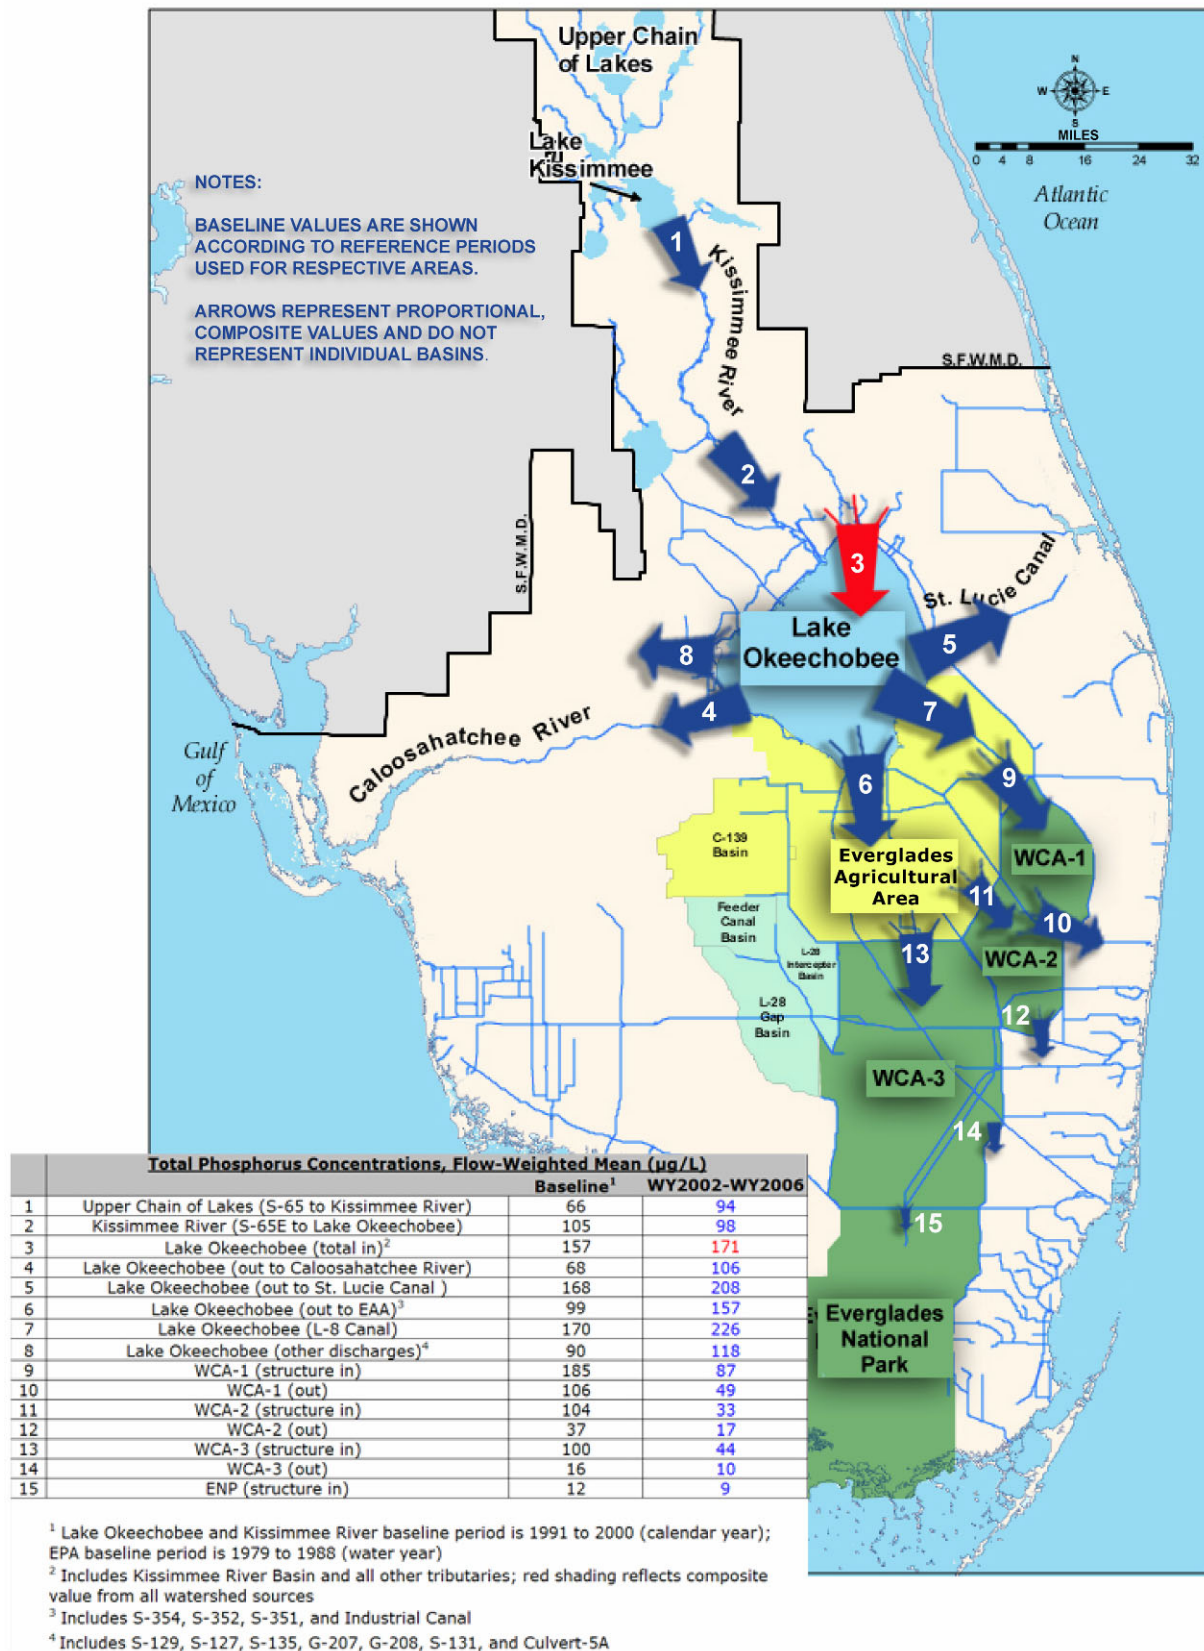 Upper Chain
of Lakes
Lake
Kissimmee
N
W E
S
MILES
0 4 8 16 24 32
Atlantic
Ocean
NOTES:
BASELINE VALUES ARE SHOWN
ACCORDING TO REFERENCE PERIODS
USED FOR RESPECTIVE AREAS.
ARROWS REPRESENT PROPORTIONAL,
COMPOSITE VALUES AND DO NOT
REPRESENT INDIVIDUAL BASINS.
1
Kissimmee River
S.F.W.M.D.
2
S.F.W.M.D.
3
St. Lucie Canal
Lake
Okeechobee
5
8
4
7
Caloosahatchee River
Gulf
of
Mexico
6
9
C-139
Basin
Everglades
Agricultural
Area
WCA-1
11
10
Feeder
Canal
Basin
L-28
Intercepter
Basin
13
WCA-2
L-28
Gap
Basin
12
WCA-3
14
15
Everglades
National
Park
Total Phosphorus Concentrations, Flow-Weighted Mean (µg/L)
Baseline1 WY2002-WY2006
1 Upper Chain of Lakes (S-65 to Kissimmee River) 66 94
2 Kissimmee River (S-65E to Lake Okeechobee) 105 98
3 Lake Okeechobee (total in)2 157 171
4 Lake Okeechobee (out to Caloosahatchee River) 68 106
5 Lake Okeechobee (out to St. Lucie Canal ) 168 208
6 Lake Okeechobee (out to EAA)3 99 157
7 Lake Okeechobee (L-8 Canal) 170 226
8 Lake Okeechobee (other discharges)4 90 118
9 WCA-1 (structure in) 185 87
10 WCA-1 (out) 106 49
11 WCA-2 (structure in) 104 33
12 WCA-2 (out) 37 17
13 WCA-3 (structure in) 100 44
14 WCA-3 (out) 16 10
15 ENP (structure in) 12 9
1 Lake Okeechobee and Kissimmee River baseline period is 1991 to 2000 (calendar year);
EPA baseline period is 1979 to 1988 (water year)
2 Includes Kissimmee River Basin and all other tributaries; red shading reflects composite
value from all watershed sources
3 Includes S-354, S-352, S-351, and Industrial Canal
4 Includes S-129, S-127, S-135, G-207, G-208, S-131, and Culvert-5A